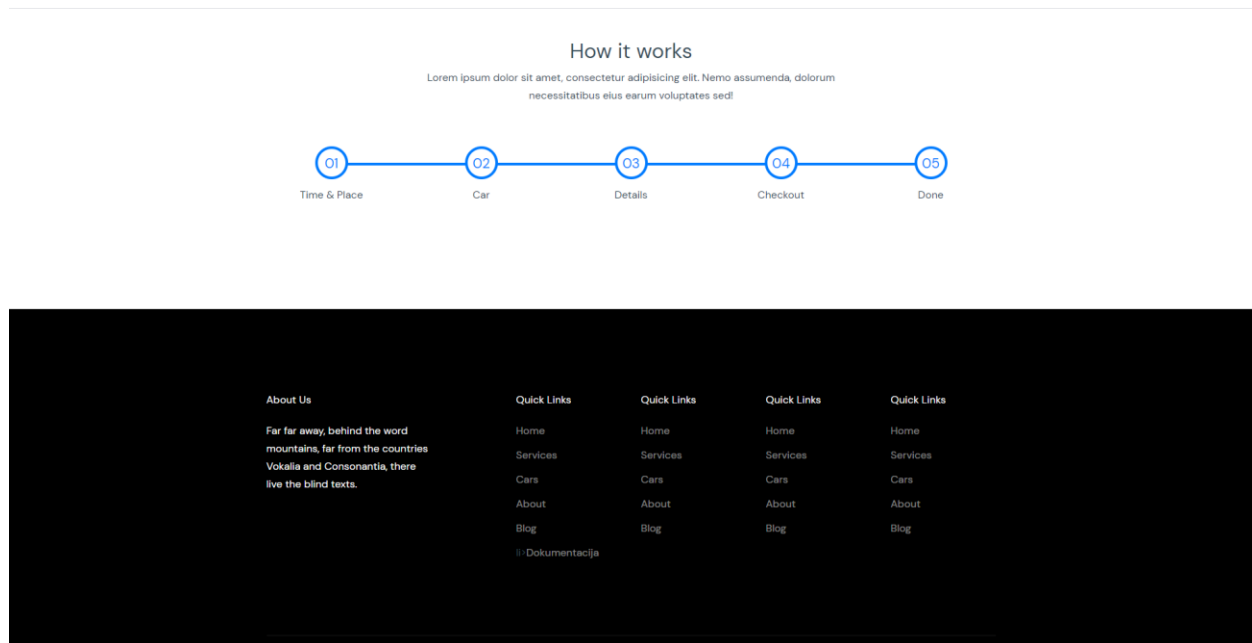 How it works
Lorem ipsum dolor sit amet, consectetur adipisicing elit. Nemo assumenda, dolorum
necessitatibus eius earum voluptates sed!
01 02 03 04 05
Time & Place Car Details Checkout Done
About Us
Far far away, behind the word
mountains, far from the countries
Vokalia and Consonantia, there
live the blind texts.
Quick Links
Home
Services
Cars
About
Blog
li>Dokumentacija
Quick Links
Home
Services
Cars
About
Blog
Quick Links
Home
Services
Cars
About
Blog
Quick Links
Home
Services
Cars
About
Blog